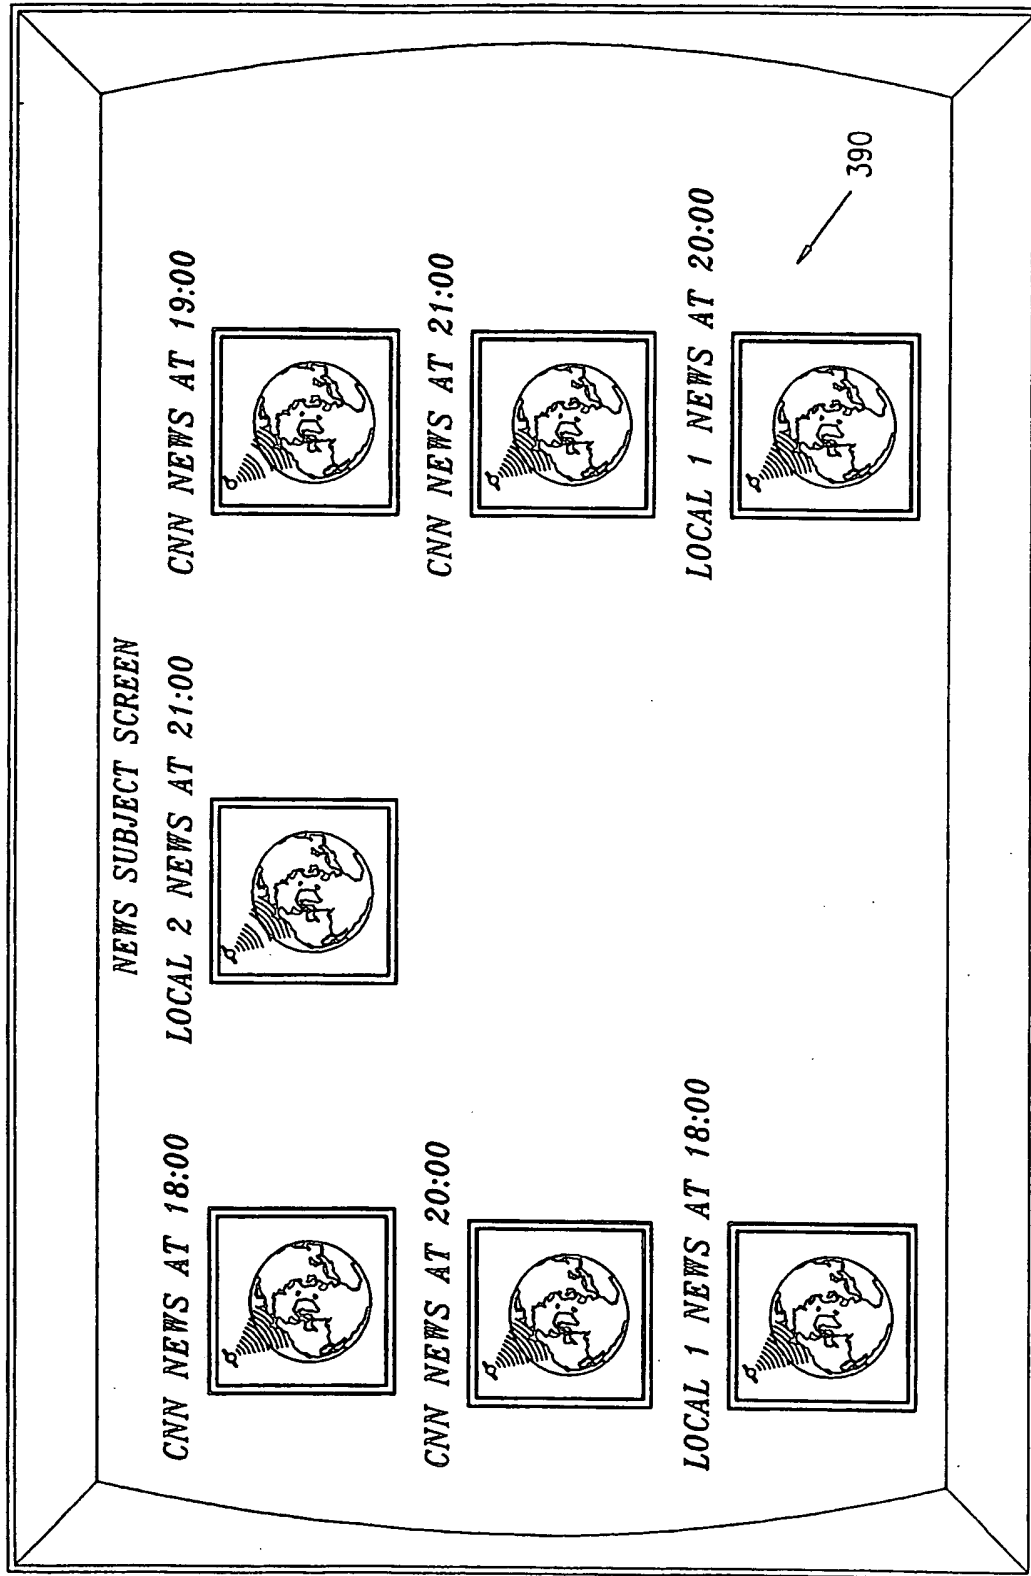 NEWS SUBJECT SCREEN
CNN NEWS AT 18:00
LOCAL 2 NEWS AT 21:00
CNN NEWS AT 19:00
CNN NEWS AT 20:00
CNN NEWS AT 21:00
LOCAL 1 NEWS AT 18:00
LOCAL 1 NEWS AT 20:00
390